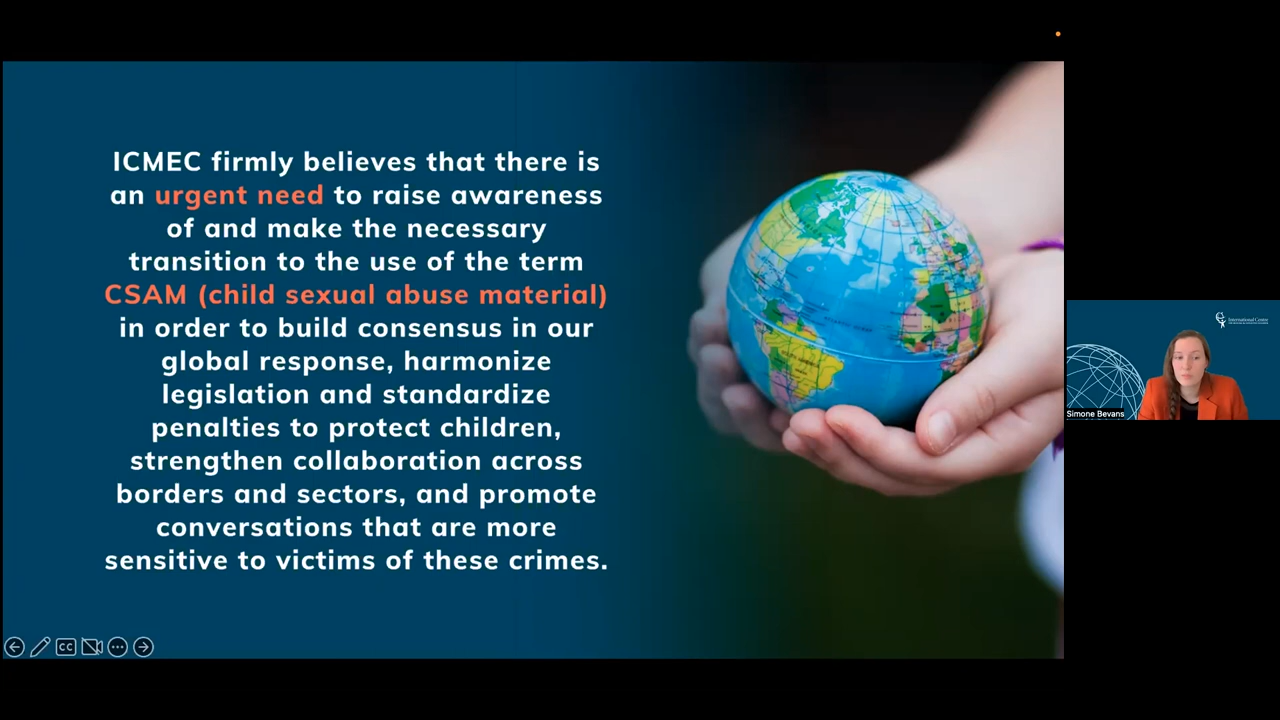 ICMEC firmly believes that there is
an urgent need to raise awareness
of and make the necessary
transition to the use of the term
CSAM (child sexual abuse material)
in order to build consensus in our
global response, harmonize
legislation and standardize
penalties to protect children,
strengthen collaboration across
borders and sectors, and promote
conversations that are more
sensitive to victims of these crimes.
CC
International Centre
Simone Bevans